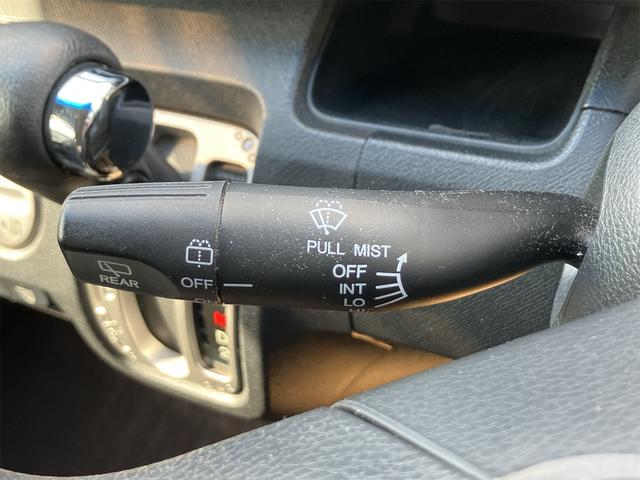 PULL MIST
OFF
INT
LO
REAR
OFF
D